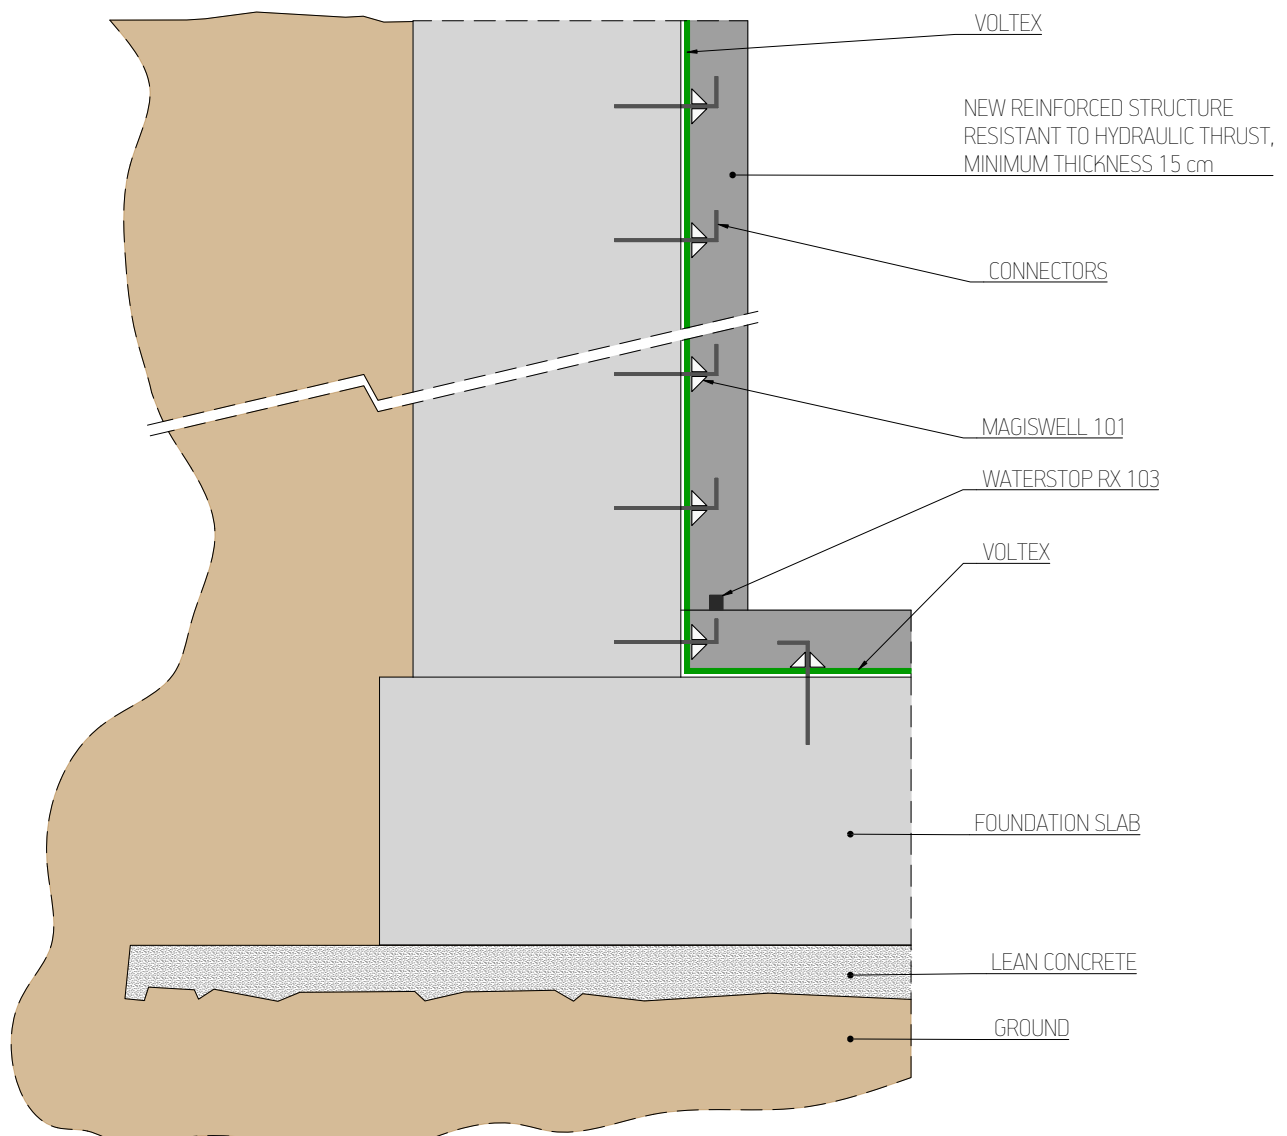 VOLTEX
NEW REINFORCED STRUCTURE
RESISTANT TO HYDRAULIC THRUST,
MINIMUM THICKNESS 15 cm
CONNECTORS
MAGISWELL 101
WATERSTOP RX 103
VOLTEX
FOUNDATION SLAB
LEAN CONCRETE
GROUND